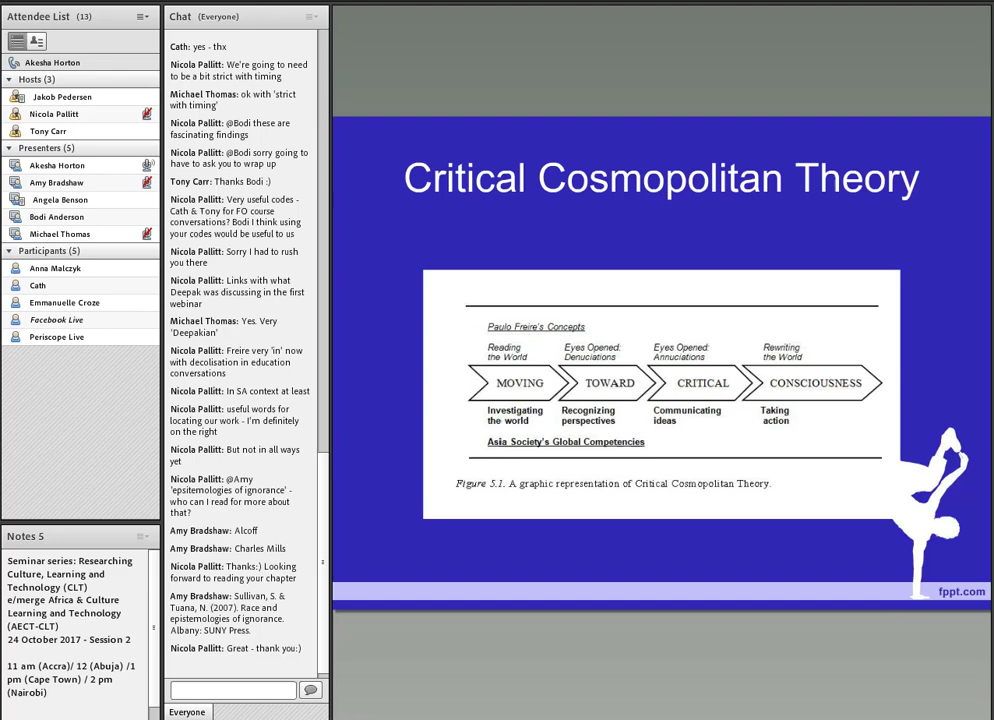 Attendee List (13)
Akesha Horton
Hosts (3)
Jakob Pedersen
Nicola Pallitt
Tony Carr
Presenters (5)
Akesha Horton
Amy Bradshaw
Angela Benson
Bodi Anderson
Michael Thomas
Participants (5)
Anna Malczyk
Cath
Emmanuelle Croze
Facebook Live
Periscope Live
Notes 5
Seminar series: Researching
Culture, Learning and
Technology (CLT)
e/merge Africa & Culture
Learning and Technology
(AECT-CLT)
24 October 2017 - Session 2
11 am (Accra)/ 12 (Abuja) /1
pm (Cape Town) / 2 pm
(Nairobi)
Chat (Everyone)
Cath: yes - thx
Nicola Pallitt: We're going to need
to be a bit strict with timing
Michael Thomas: ok with 'strict
with timing'
Nicola Pallitt: @Bodi these are
fascinating findings
Nicola Pallitt: @Bodi sorry going to
have to ask you to wrap up
Tony Carr: Thanks Bodi :)
Nicola Pallitt: Very useful codes -
Cath & Tony for FO course
conversations? Bodi I think using
your codes would be useful to us
Nicola Pallitt: Sorry I had to rush
you there
Nicola Pallitt: Links with what
Deepak was discussing in the first
webinar
Michael Thomas: Yes. Very
'Deepakian'
Nicola Pallitt: Freire very 'in' now
with decolisation in education
conversations
Nicola Pallitt: In SA context at least
Nicola Pallitt: useful words for
locating our work - I'm definitely
on the right
Nicola Pallitt: But not in all ways
yet
Nicola Pallitt: @Amy
'epistemologies of ignorance' -
who can I read for more about
that?
Amy Bradshaw: Alcoff
Amy Bradshaw: Charles Mills
Nicola Pallitt: Thanks:) Looking
forward to reading your chapter
Amy Bradshaw: Sullivan, S. &
Tuana, N. (2007). Race and
epistemologies of ignorance.
Albany: SUNY Press.
Nicola Pallitt: Great - thank you:)
Everyone
Critical Cosmopolitan Theory
Paulo Freire's Concepts
Reading
the World
Eyes Opened:
Denuciations
Eyes Opened:
Annuciations
Rewriting
the World
MOVING
TOWARD
CRITICAL
CONSCIOUSNESS
Investigating
the world
Recognizing
perspectives
Communicating
ideas
Taking
action
Asia Society's Global Competencies
Figure 5.1. A graphic representation of Critical Cosmopolitan Theory.
fppt.com